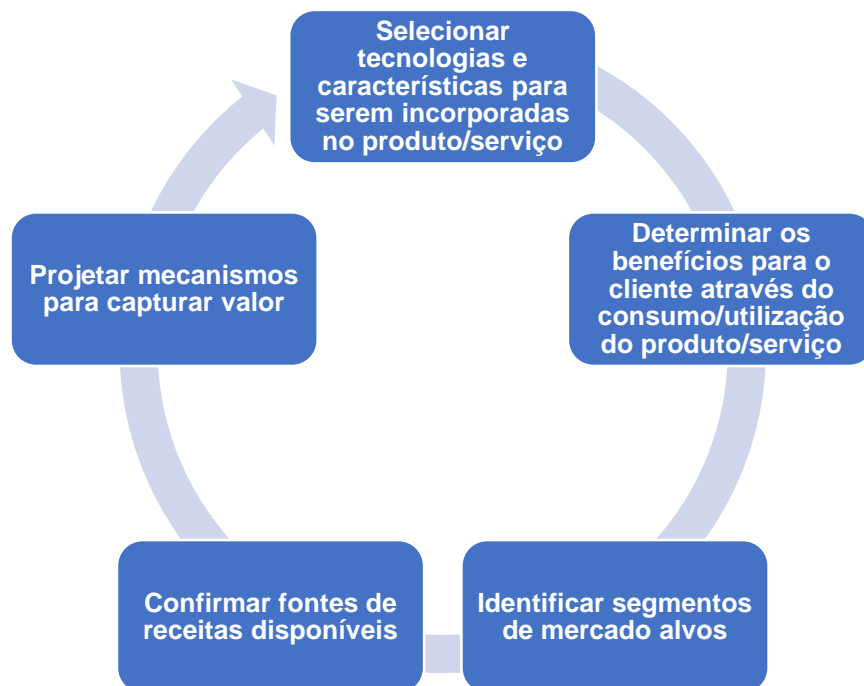 Selecionar
tecnologias e
características para
serem incorporadas
no produto/serviço
Determinar os
benefícios para o
cliente através do
consumo/utilização
do produto/serviço
Identificar segmentos
de mercado alvos
Confirmar fontes de
receitas disponíveis
Projetar mecanismos
para capturar valor